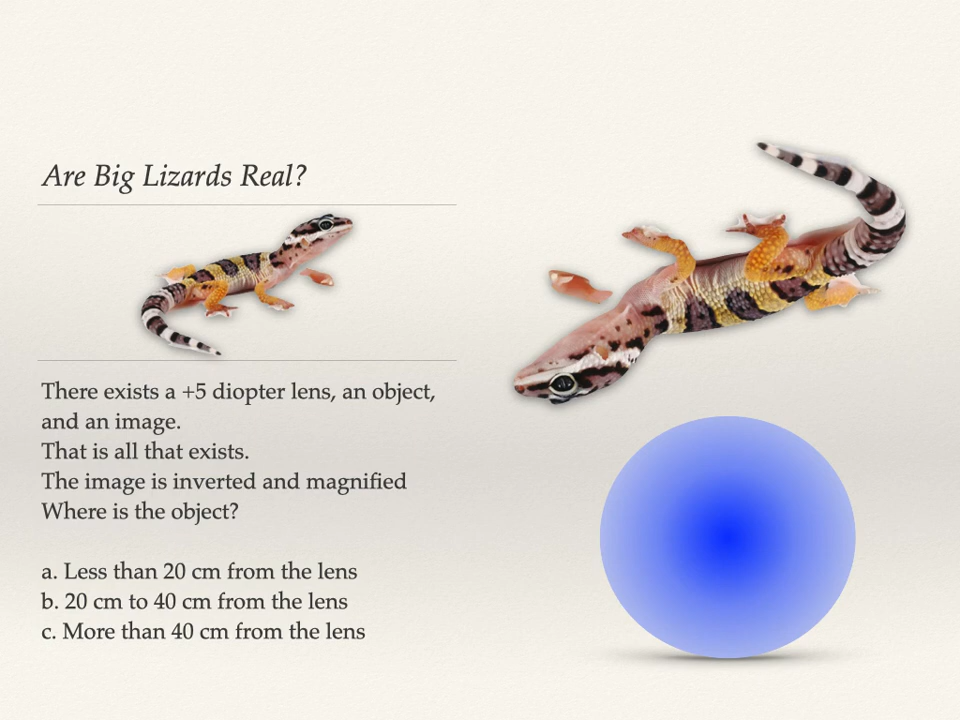 Are Big Lizards Real?
There exists a +5 diopter lens, an object,
and an image.
That is all that exists.
The image is inverted and magnified
Where is the object?
a. Less than 20 cm from the lens
b. 20 cm to 40 cm from the lens
c. More than 40 cm from the lens